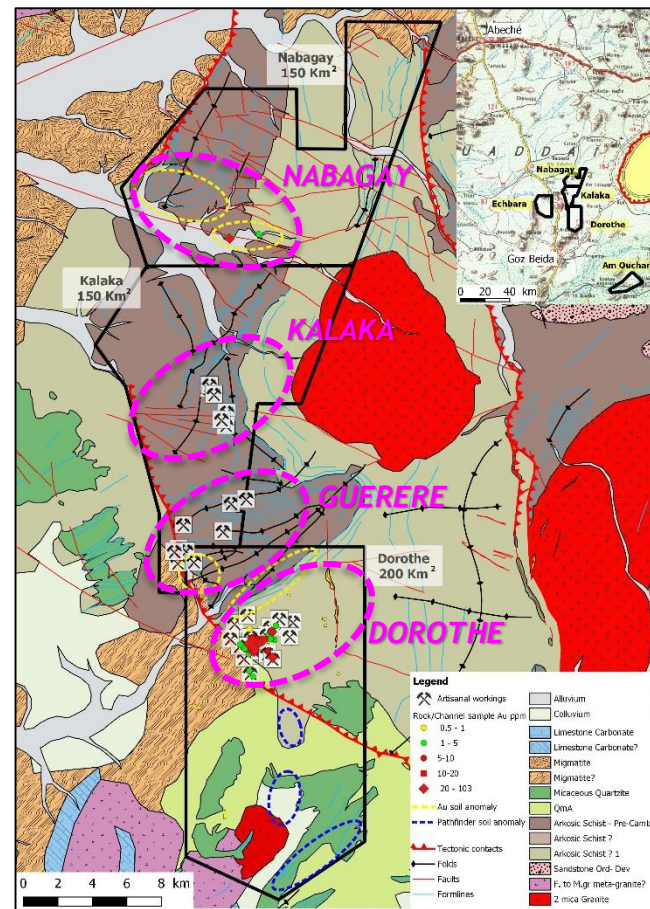 Nabagay
150 Km²
NABAGAY
Kalaka
150 Km²
KALAKA
GUERERE
Dorothe
200 Km²
DOROTHE
0 2 4 6 8 km
Abeché
Nabagay
Kalaka
Echbara
Dorothe
Goz Beida
Am Ouchar
0 20 40 km
Legend
Artisanal workings
Rock/Channel sample Au ppm
0.5 - 1
1 - 5
5-10
10-20
20 - 103
Au soil anomaly
Pathfinder soil anomaly
Tectonic contacts
Folds
Faults
Formlines
Alluvium
Colluvium
Limestone Carbonate
Limestone Carbonate?
Migmatite
Migmatite?
Micaceous Quartzite
QmA
Arkosic Schist - Pre-Camb
Arkosic Schist ?
Arkosic Schist ? 1
Sandstone Ord- Dev
F. to M.gr meta-granite?
2 mica Granite